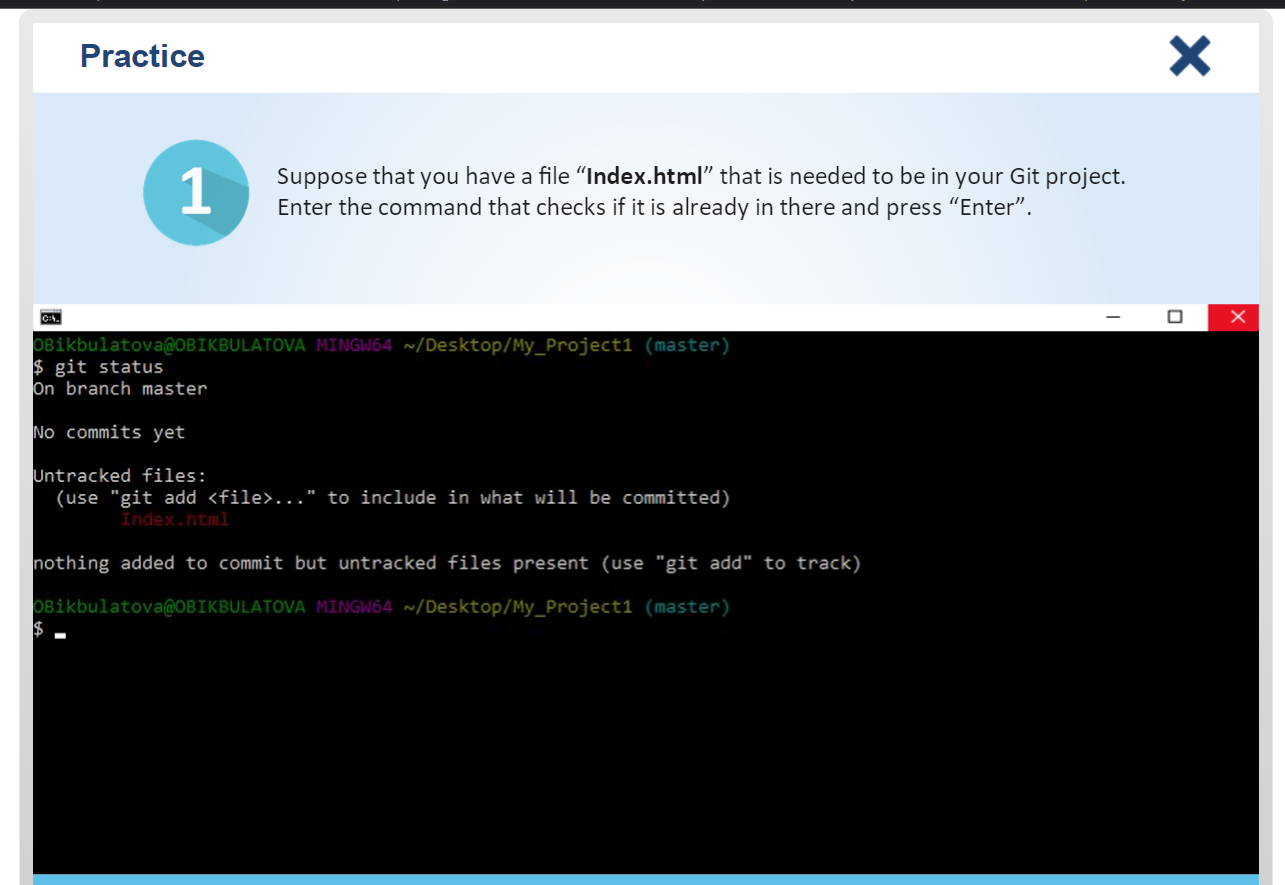 Practice
1
Suppose that you have a file “Index.html” that is needed to be in your Git project.
Enter the command that checks if it is already in there and press “Enter”.
C:\.
OBikbulatova@OBIKBULATOVA MINGW64 ~/Desktop/My_Project1 (master)
$ git status
On branch master
No commits yet
Untracked files:
(use "git add <file>..." to include in what will be committed)
Index.html
nothing added to commit but untracked files present (use "git add" to track)
OBikbulatova@OBIKBULATOVA MINGW64 ~/Desktop/My_Project1 (master)
$